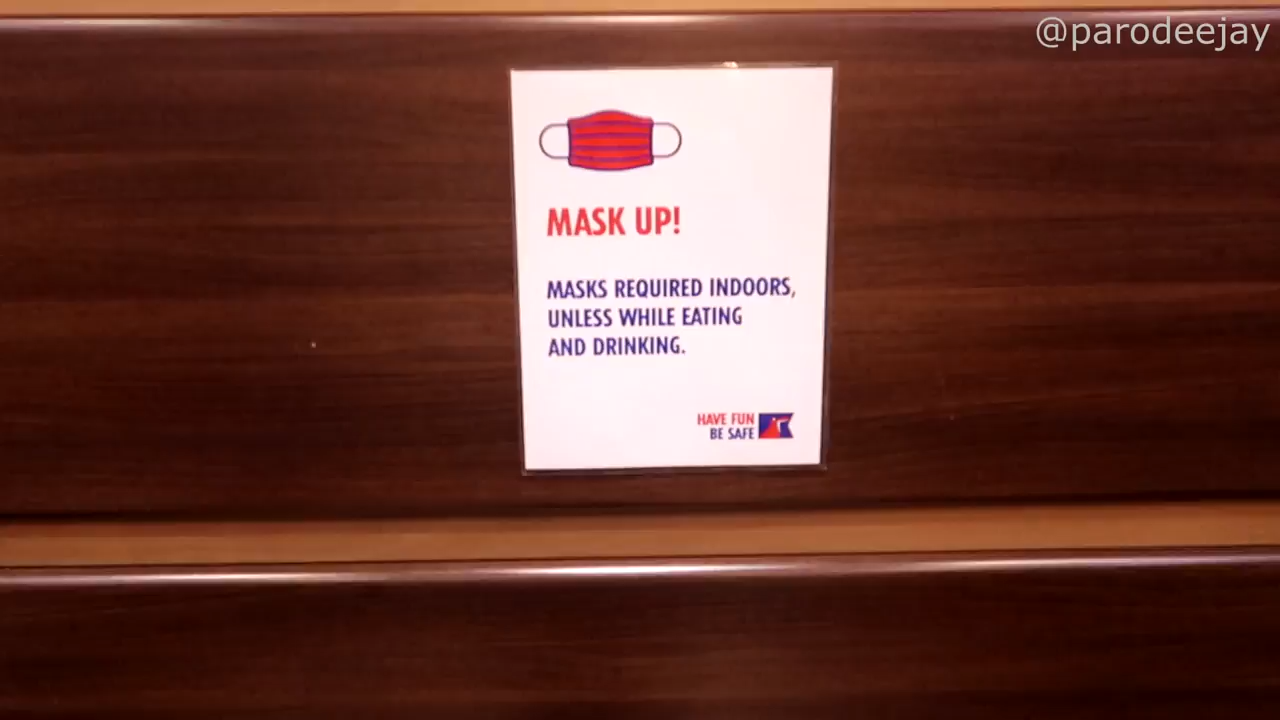 @parodeejay
MASK UP!
MASKS REQUIRED INDOORS,
UNLESS WHILE EATING
AND DRINKING.
HAVE FUN
BE SAFE